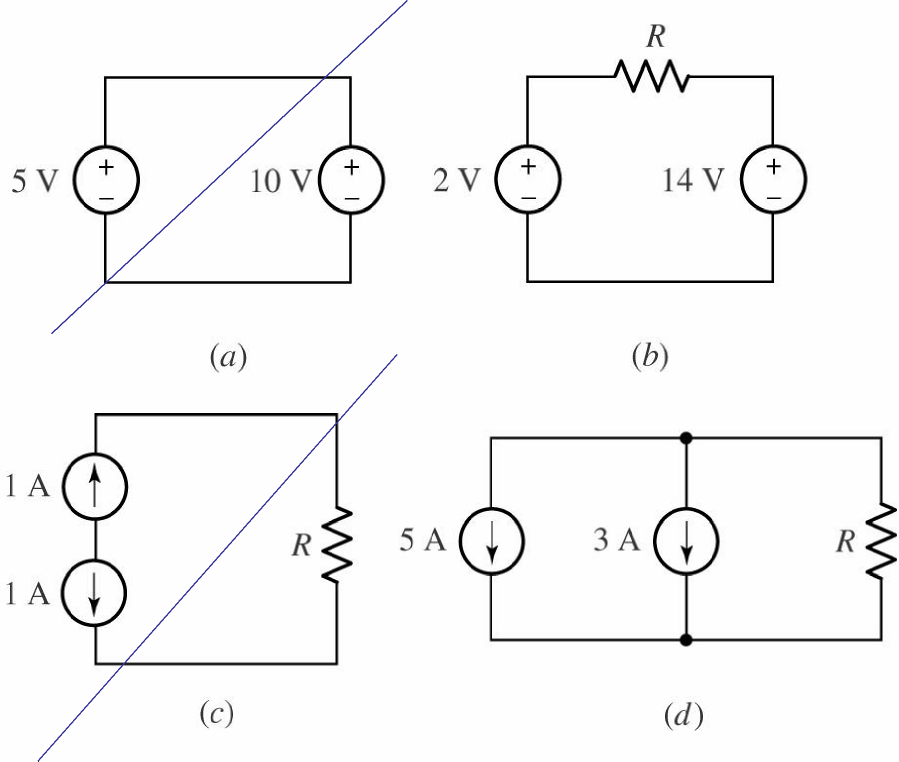 R
+ +
5 V 10 V 2 V 14 V
− − − −
(a) (b)
1 A
5 A 3 A R
R
1 A
(c) (d)